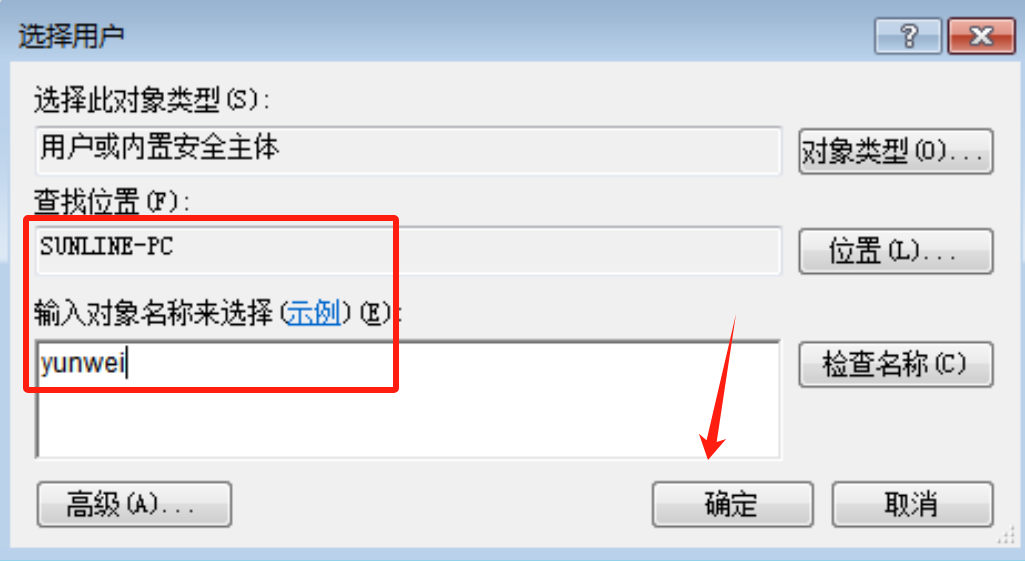 选择用户
选择此对象类型(S):
用户或内置安全主体
对象类型(O)...
查找位置(F):
SUNLINE-PC
位置(L)...
输入对象名称来选择(示例)(E):
yunwei
检查名称(C)
高级(A)...
确定
取消